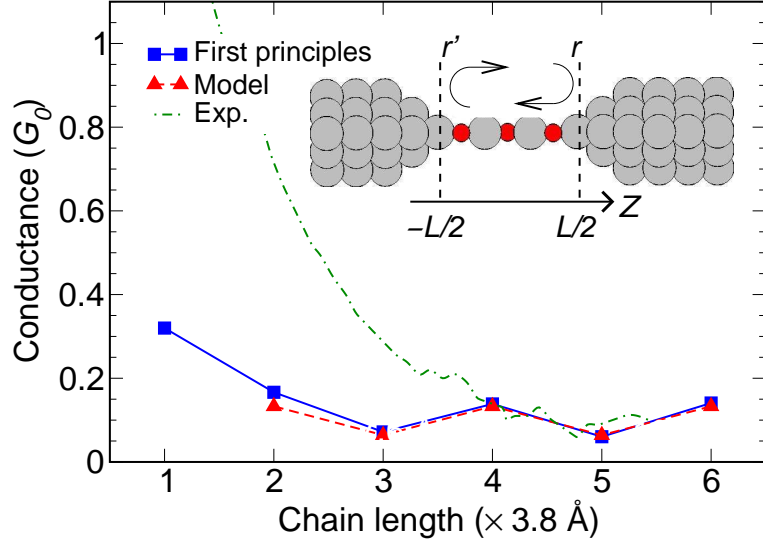 1
0.8
0.6
0.4
0.2
0
Conductance (G_0)
First principles
Model
Exp.
r' r
−L/2 L/2 Z
1 2 3 4 5 6
Chain length (× 3.8 Å)